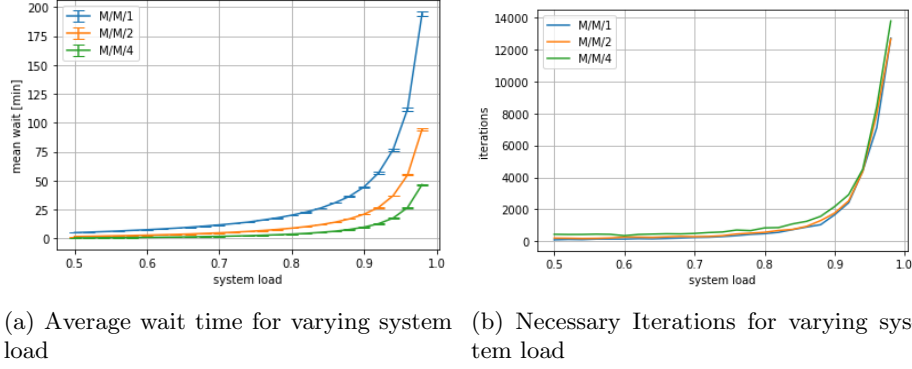 200
175
150
125
100
75
50
25
0
mean wait [min]
M/M/1
M/M/2
M/M/4
0.5 0.6 0.7 0.8 0.9 1.0
system load
14000
12000
10000
8000
6000
4000
2000
0
iterations
M/M/1
M/M/2
M/M/4
0.5 0.6 0.7 0.8 0.9 1.0
system load
(a) Average wait time for varying system
load
(b) Necessary Iterations for varying sys
tem load